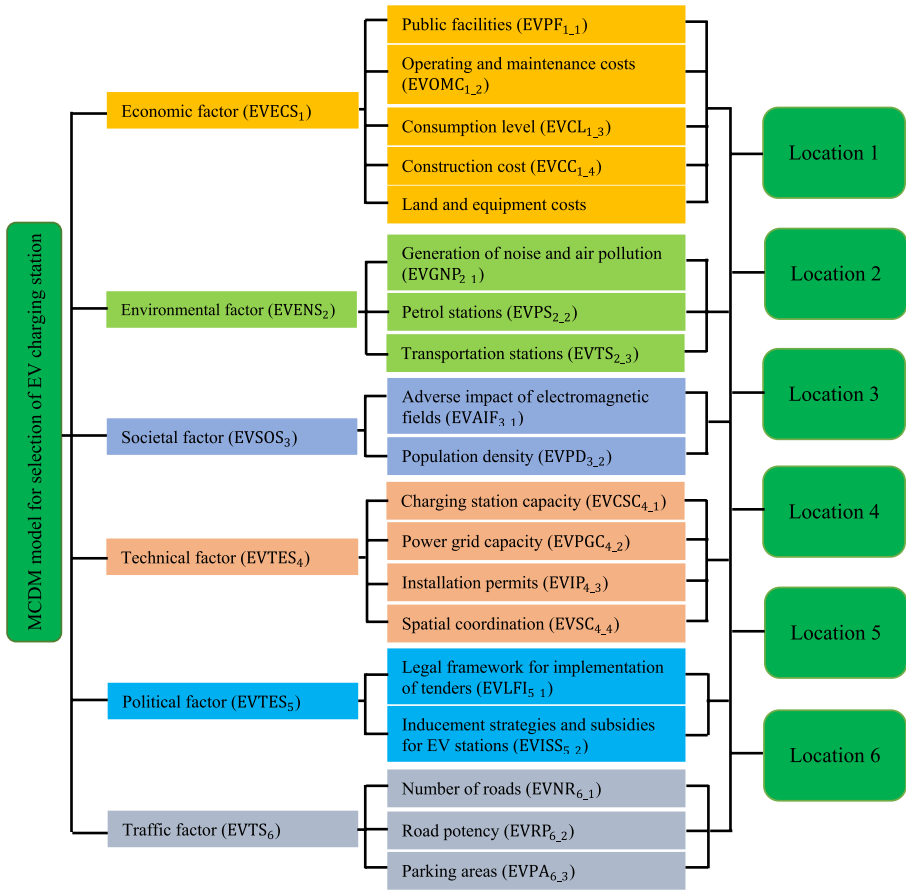 MCDM model for selection of EV charging station
Economic factor (EVECS₁)
Public facilities (EVPF₁_₁)
Operating and maintenance costs
(EVOMC₁_₂)
Consumption level (EVCL₁_₃)
Construction cost (EVCC₁_₄)
Land and equipment costs
Environmental factor (EVENS₂)
Generation of noise and air pollution
(EVGNP₂_₁)
Petrol stations (EVPS₂_₂)
Transportation stations (EVTS₂_₃)
Societal factor (EVSOS₃)
Adverse impact of electromagnetic
fields (EVAIF₃_₁)
Population density (EVPD₃_₂)
Technical factor (EVTES₄)
Charging station capacity (EVCSC₄_₁)
Power grid capacity (EVPGC₄_₂)
Installation permits (EVIP₄_₃)
Spatial coordination (EVSC₄_₄)
Political factor (EVTES₅)
Legal framework for implementation
of tenders (EVLFI₅_₁)
Inducement strategies and subsidies
for EV stations (EVISS₅_₂)
Traffic factor (EVTS₆)
Number of roads (EVNR₆_₁)
Road potency (EVRP₆_₂)
Parking areas (EVPA₆_₃)
Location 1
Location 2
Location 3
Location 4
Location 5
Location 6